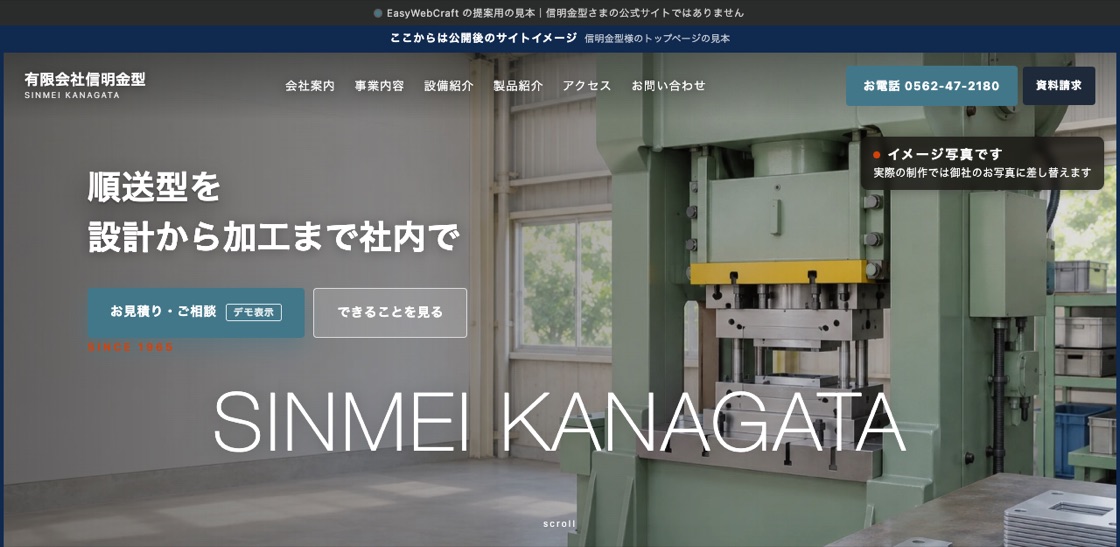 EasyWebCraft の提案用の見本｜信明金型さまの公式サイトではありません
ここからは公開後のサイトイメージ 信明金型様のトップページの見本
有限会社信明金型
SINMEI KANAGATA
会社案内 事業内容 設備紹介 製品紹介 アクセス お問い合わせ
お電話 0562-47-2180
資料請求
イメージ写真です
実際の制作では御社のお写真に差し替えます
順送型を
設計から加工まで社内で
お見積り・ご相談 デモ表示
できることを見る
SINCE
SINMEI KANAGATA
scroll